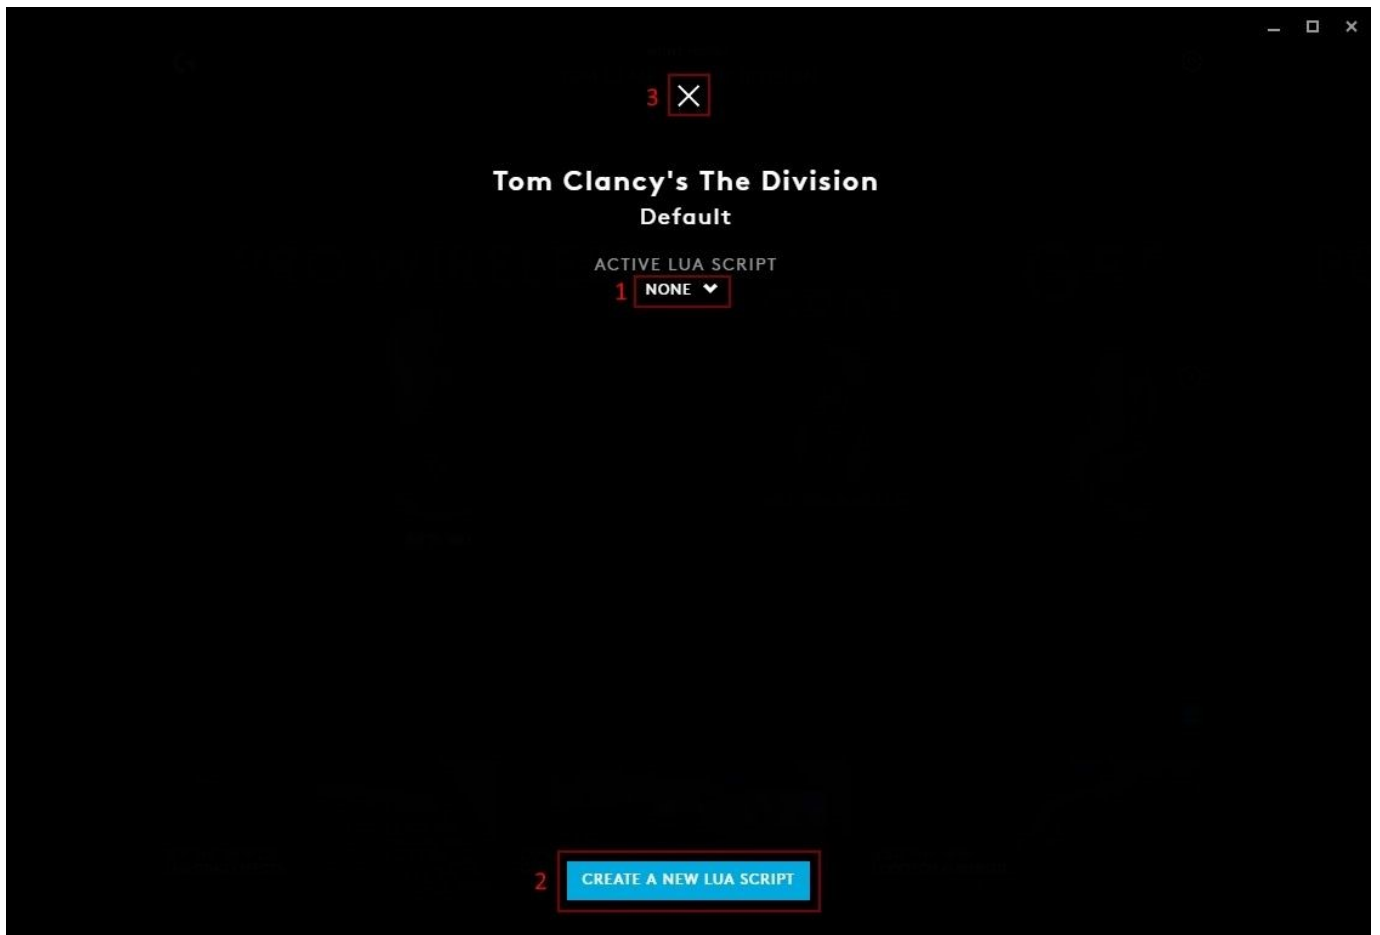 3
Tom Clancy's The Division
Default
ACTIVE LUA SCRIPT
1 NONE
2 CREATE A NEW LUA SCRIPT